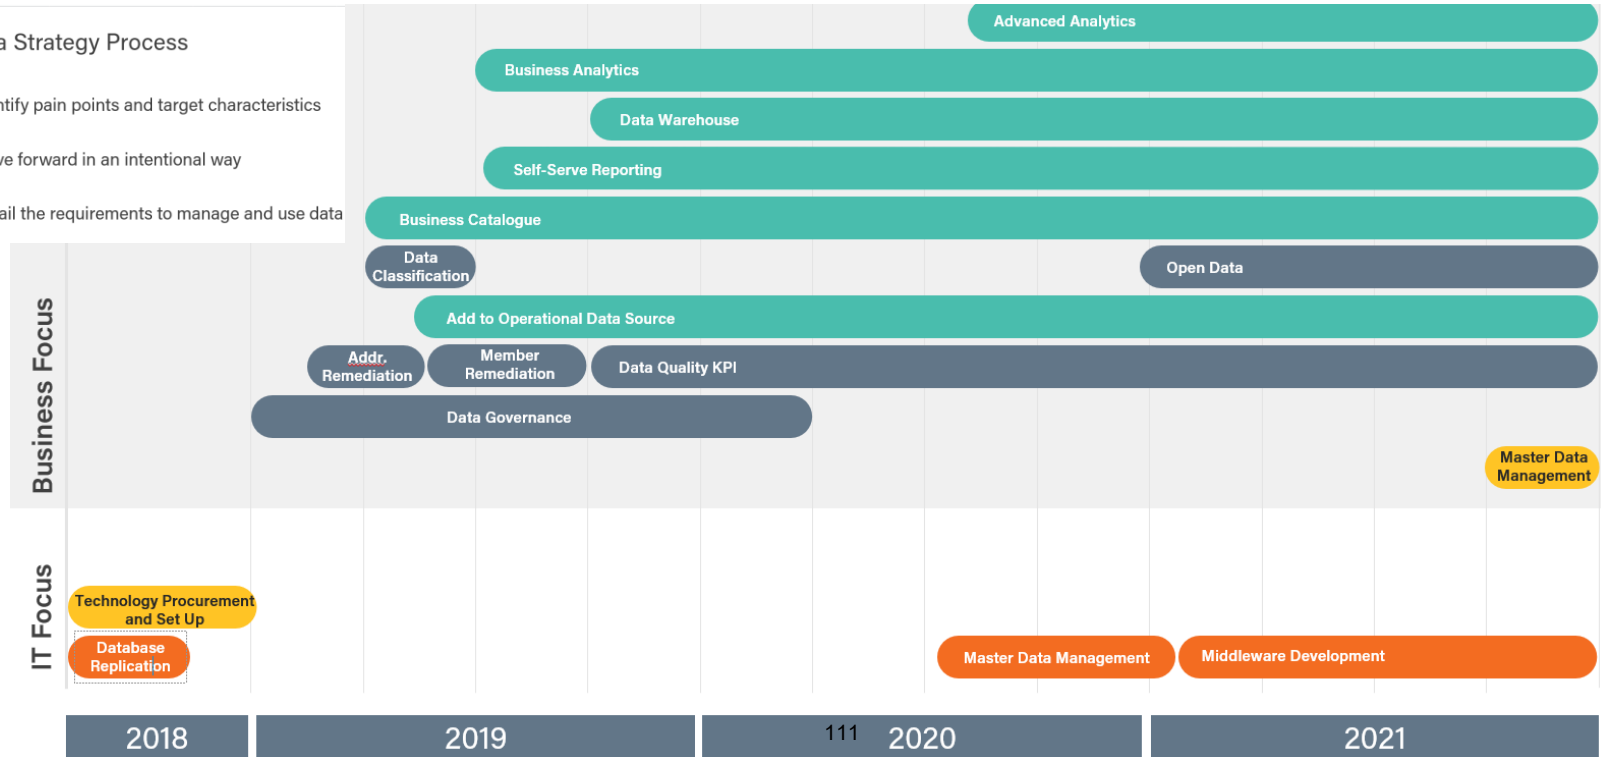 a Strategy Process
ntify pain points and target characteristics
ve forward in an intentional way
ail the requirements to manage and use data
Advanced Analytics
Business Analytics
Data Warehouse
Self-Serve Reporting
Business Catalogue
Data
Classification
Open Data
Add to Operational Data Source
Addr.
Remediation
Member
Remediation
Data Quality KPI
Data Governance
Master Data
Management
Business Focus
IT Focus
Technology Procurement
and Set Up
Database
Replication
Master Data Management
Middleware Development
2018
2019
111
2020
2021